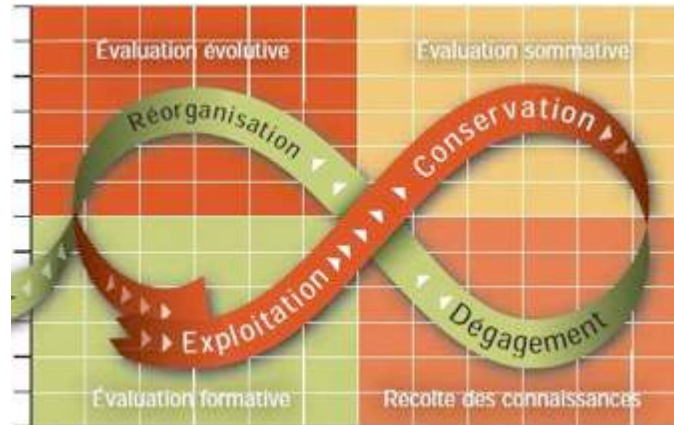 Évaluation évolutive
Évaluation sommative
Réorganisation
Conservation
Exploitation
Dégagement
Évaluation formative
Récolte des connaissances